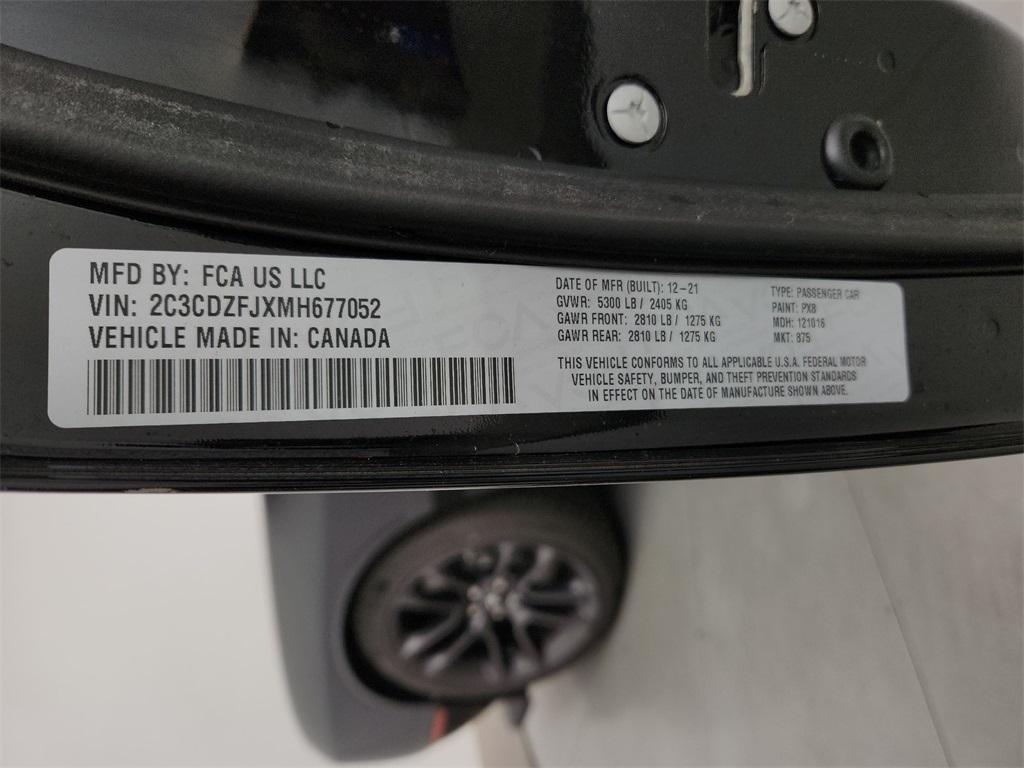 MFD BY: FCA US LLC
VIN: 2C3CDZFJXMH677052
VEHICLE MADE IN: CANADA
DATE OF MFR (BUILT): 12-21
GVWR: 5300 LB / 2405 KG
GAWR FRONT: 2810 LB / 1275 KG
GAWR REAR: 2810 LB / 1275 KG
TYPE: PASSENGER CAR
PAINT: PX8
MDH: 121016
MKT: 875
THIS VEHICLE CONFORMS TO ALL APPLICABLE U.S.A. FEDERAL MOTOR
VEHICLE SAFETY, BUMPER, AND THEFT PREVENTION STANDARDS
IN EFFECT ON THE DATE OF MANUFACTURE SHOWN ABOVE.